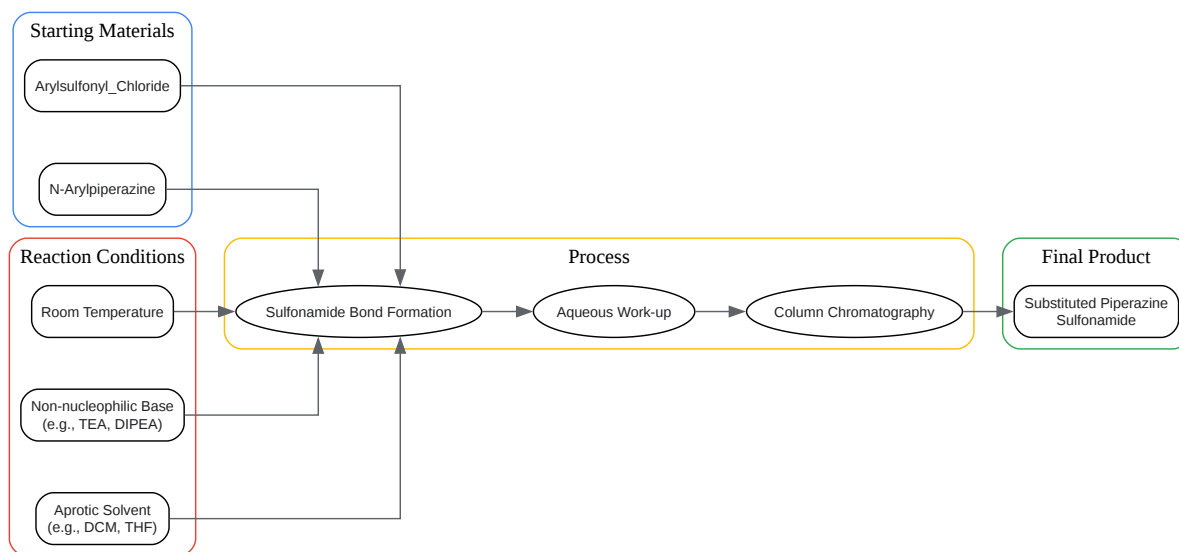 Starting Materials
Arylsulfonyl_Chloride
N-Arylpiperazine
Reaction Conditions
Room Temperature
Non-nucleophilic Base
(e.g., TEA, DIPEA)
Aprotic Solvent
(e.g., DCM, THF)
Process
Sulfonamide Bond Formation
Aqueous Work-up
Column Chromatography
Final Product
Substituted Piperazine
Sulfonamide